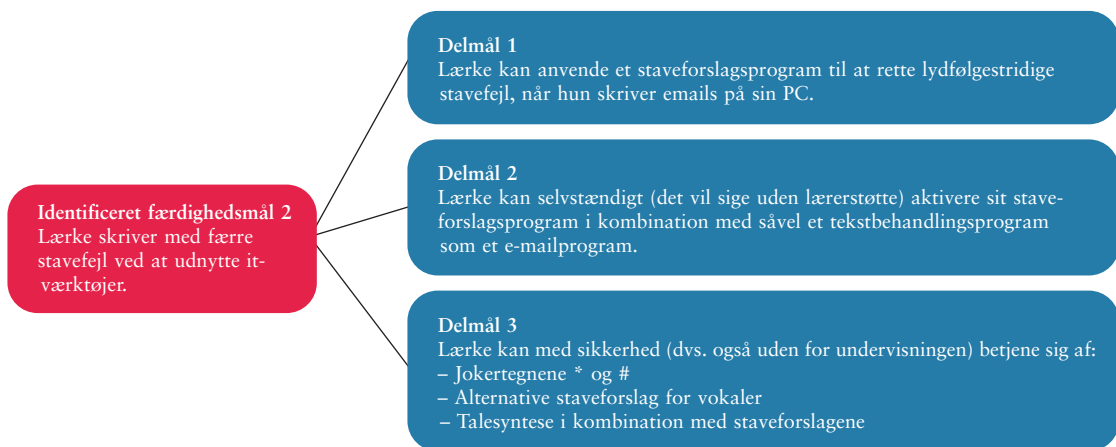 Identificeret færdighedsmål 2
Lærke skriver med færre
stavefejl ved at udnytte it-
værktøjer.
Delmål 1
Lærke kan anvende et staveforslagsprogram til at rette lydfølgestridige
stavefejl, når hun skriver emails på sin PC.
Delmål 2
Lærke kan selvstændigt (det vil sige uden lærerstøtte) aktivere sit stave-
forslagsprogram i kombination med såvel et tekstbehandlingsprogram
som et e-mailprogram.
Delmål 3
Lærke kan med sikkerhed (dvs. også uden for undervisningen) betjene sig af:
– Jokertegnene * og #
– Alternative staveforslag for vokaler
– Talesyntese i kombination med staveforslagene